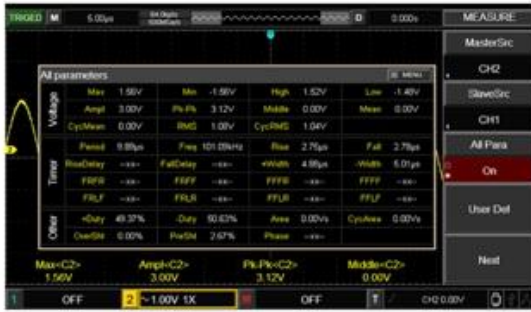 TRIGED M 5.00μs D 0.000s MEASURE
MasterSrc
CH2
SlaveSrc
CH1
All Para
On
User Def
Next
All parameters MENU
Voltage
Max 1.56V Min -1.56V High 1.52V Low -1.48V
Ampl 3.00V Pk-Pk 3.12V Middle 0.00V Mean 0.00V
CycMean 0.00V RMS 1.08V CycRMS 1.04V
Timer
Period 9.89μs Freq 101.09kHz Rise 2.76μs Fall 2.78μs
RiseDelay --- FallDelay --- +Width 4.88μs -Width 5.01μs
FRFR --- FRFF --- FFFR --- FFFF ---
FRLF --- FRLR --- FFLR --- FFLF ---
Other
+Duty 49.37% -Duty 50.63% Area 0.00Vs CycArea 0.00Vs
OverSht 0.00% PreSht 2.67% Phase ---
Max<C2> Ampl<C2> Pk-Pk<C2> Middle<C2>
1.56V 3.00V 3.12V 0.00V
1 OFF 2 ~1.00V 1X M OFF T CH2 0.00V